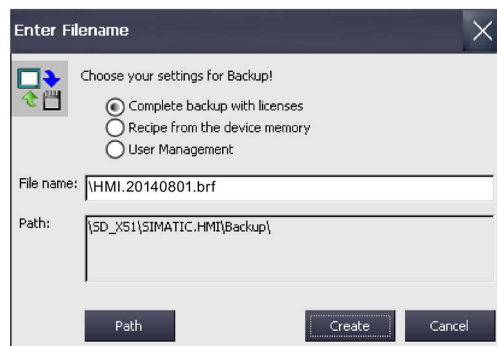 Enter Filename
Choose your settings for Backup!
Complete backup with licenses
Recipe from the device memory
User Management
File name: \HMI.20140801.brf
Path: \SD_X51\SIMATIC.HMI\Backup\
Path Create Cancel